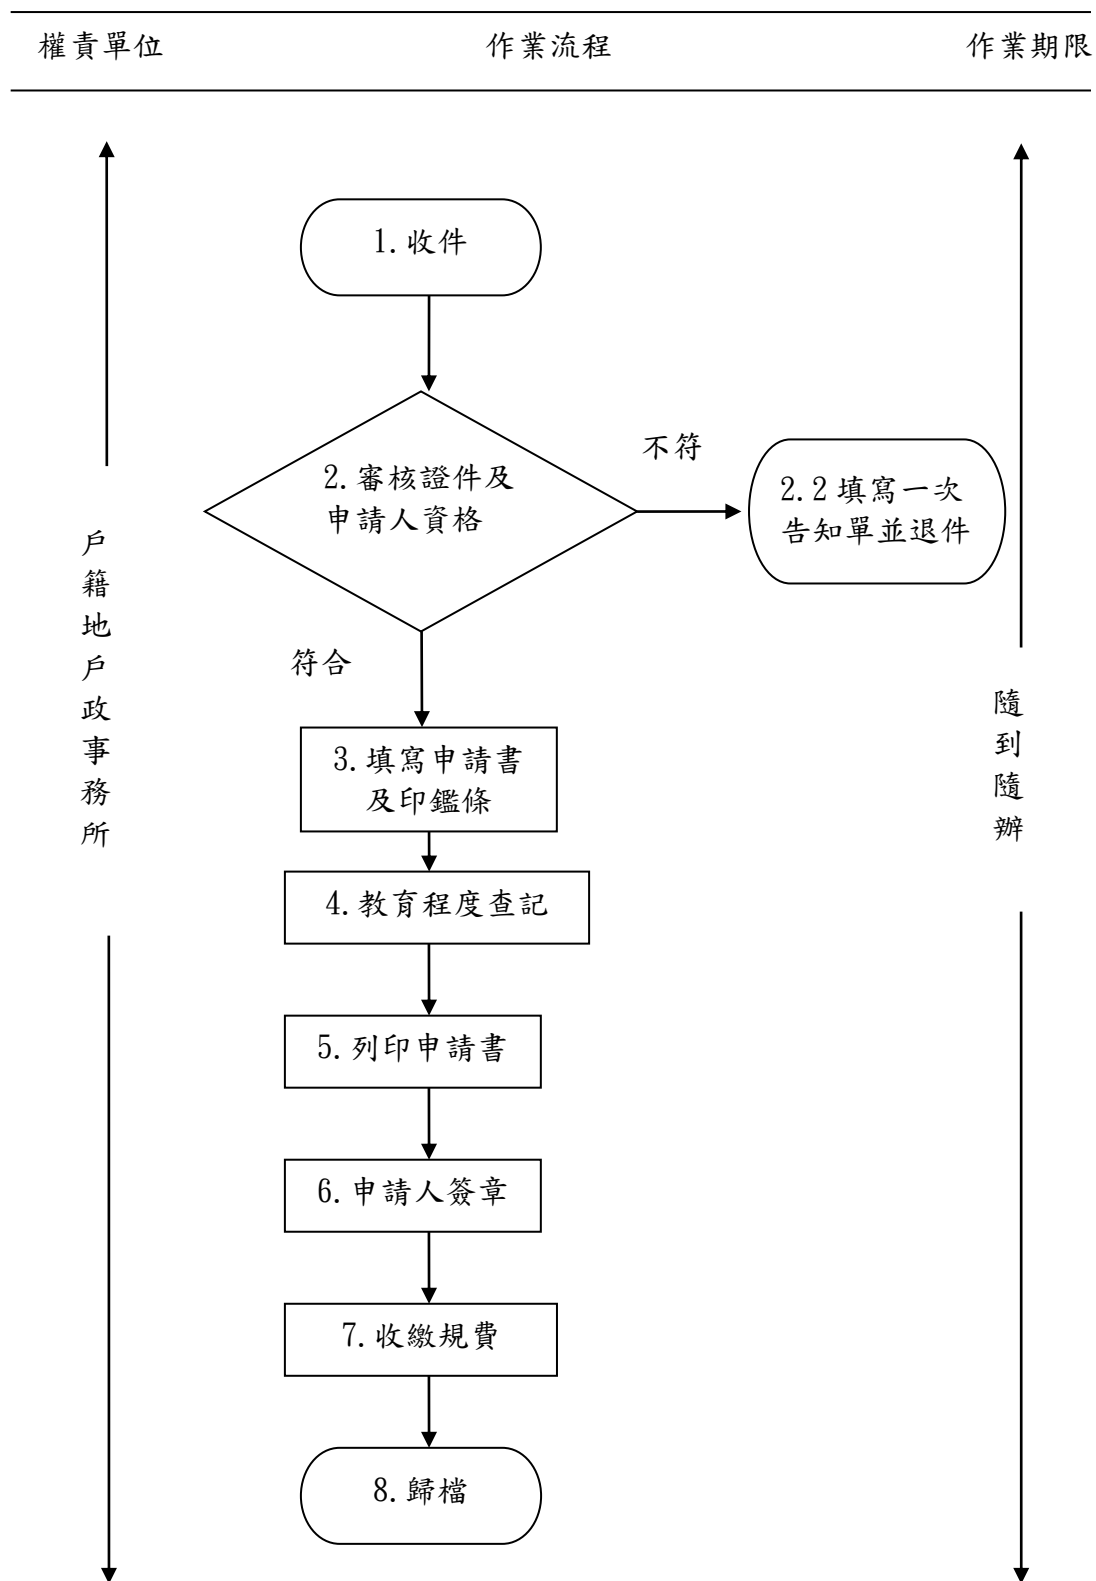 權責單位
作業流程
作業期限
1.收件
2.審核證件及
申請人資格
不符
2.2 填寫一次
告知單並退件
符合
戶籍地戶政事務所
隨到隨辦
3.填寫申請書
及印鑑條
4.教育程度查記
5.列印申請書
6.申請人簽章
7.收繳規費
8.歸檔